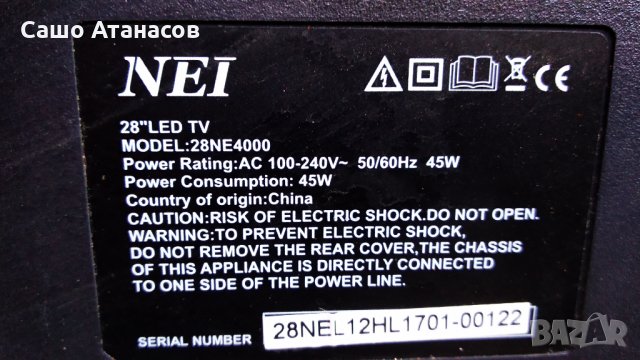 Сашо Атанасов
NEI
28"LED TV
MODEL:28NE4000
Power Rating:AC 100-240V~ 50/60Hz 45W
Power Consumption: 45W
Country of origin:China
CAUTION:RISK OF ELECTRIC SHOCK.DO NOT OPEN.
WARNING:TO PREVENT ELECTRIC SHOCK,
DO NOT REMOVE THE REAR COVER,THE CHASSIS
OF THIS APPLIANCE IS DIRECTLY CONNECTED
TO ONE SIDE OF THE POWER LINE.
SERIAL NUMBER 28NEL12HL1701-00122
BAZAR